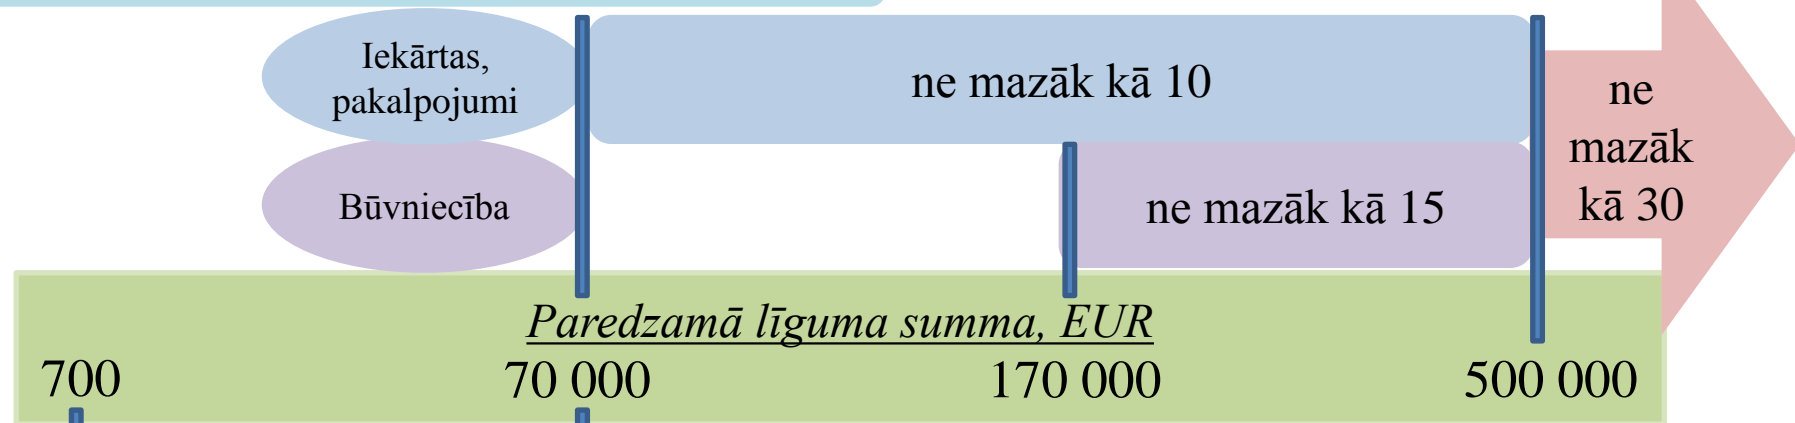 Iekārtas,
pakalpojumi
ne mazāk kā 10
ne
mazāk
kā 30
Būvniecība
ne mazāk kā 15
Paredzamā līguma summa, EUR
700
70 000
170 000
500 000